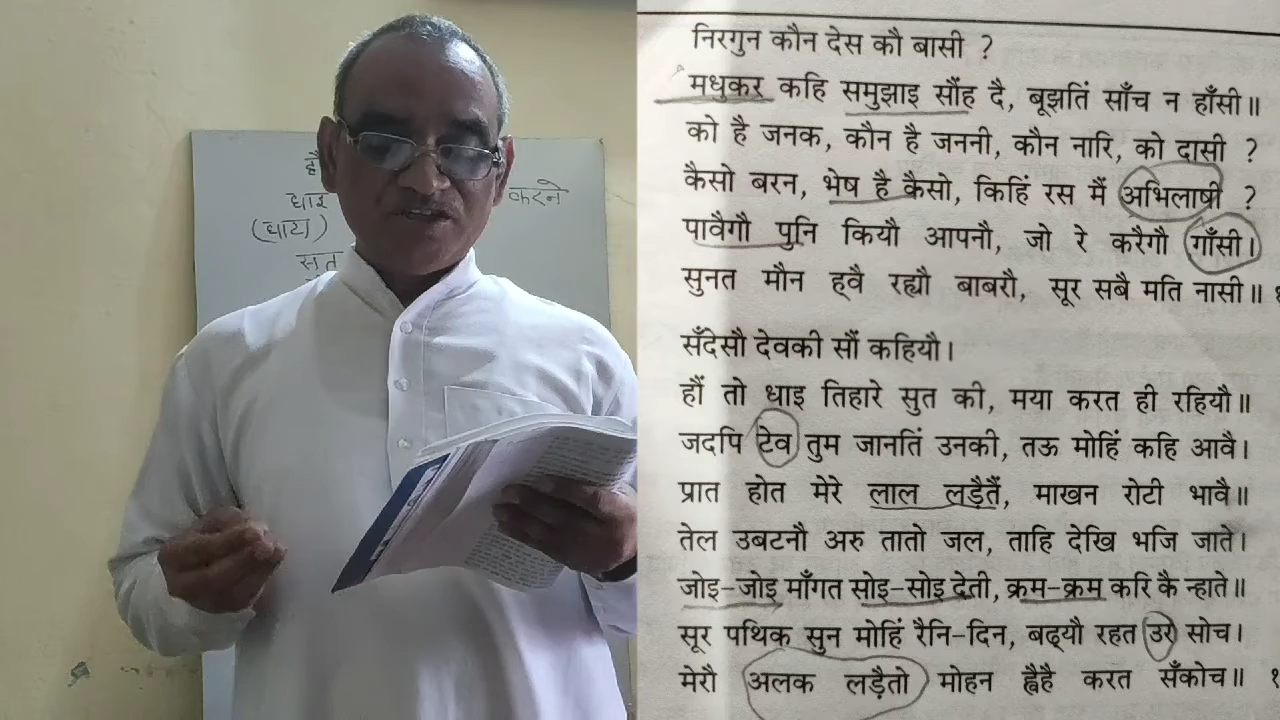 धाइ
करने
(धाय)
सुत
निरगुन कौन देस कौ बासी ?
मधुकर कहि समुझाइ सौंह दै, बूझतिं साँच न हाँसी॥
को है जनक, कौन है जननी, कौन नारि, को दासी ?
कैसो बरन, भेष है कैसो, किहिं रस मैं अभिलाषी ?
पावैगौ पुनि कियौ आपनौ, जो रे करैगौ गाँसी।
सुनत मौन ह्वै रह्यौ बाबरौ, सूर सबै मति नासी॥
सँदेसौ देवकी सौं कहियौ।
हौं तो धाइ तिहारे सुत की, मया करत ही रहियौ॥
जदपि टेव तुम जानतिं उनकी, तऊ मोहिं कहि आवै।
प्रात होत मेरे लाल लड़ैतैं, माखन रोटी भावै॥
तेल उबटनौ अरु तातो जल, ताहि देखि भजि जाते।
जोइ-जोइ माँगत सोइ-सोइ देती, क्रम-क्रम करि कै न्हाते॥
सूर पथिक सुन मोहिं रैनि-दिन, बढ्यौ रहत उर सोच।
मेरौ अलक लड़ैतो मोहन ह्वैहै करत सँकोच॥